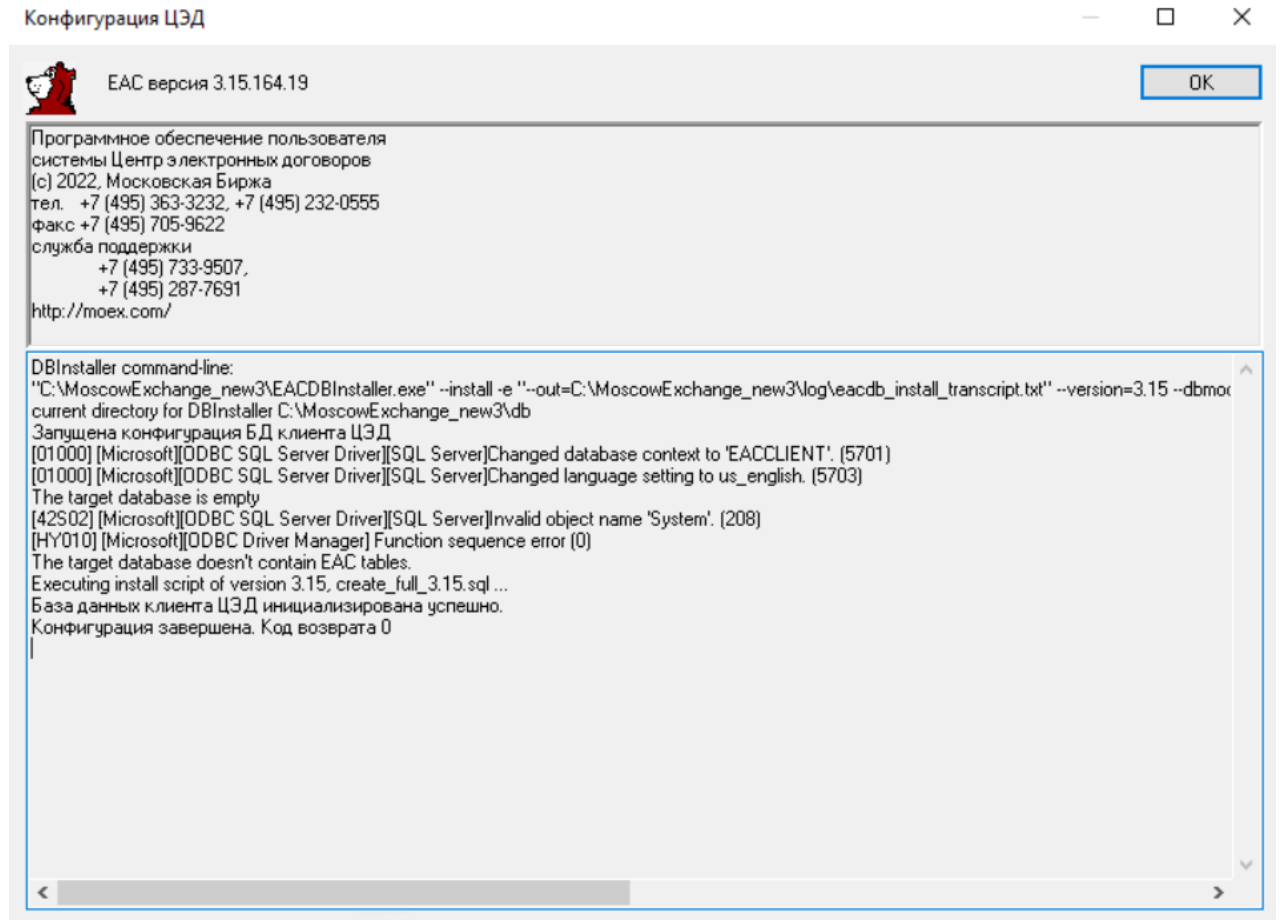 Конфигурация ЦЭД
EAC версия 3.15.164.19
OK
Программное обеспечение пользователя
системы Центр электронных договоров
(c) 2022, Московская Биржа
тел. +7 (495) 363-3232, +7 (495) 232-0555
факс +7 (495) 705-9622
служба поддержки
+7 (495) 733-9507,
+7 (495) 287-7691
http://moex.com/
DBInstaller command-line:
"C:\MoscowExchange_new3\EACDBInstaller.exe" --install -e "--out=C:\MoscowExchange_new3\log\eacdb_install_transcript.txt" --version=3.15 --dbmo
current directory for DBInstaller C:\MoscowExchange_new3\db
Запущена конфигурация БД клиента ЦЭД
[01000] [Microsoft][ODBC SQL Server Driver][SQL Server]Changed database context to 'EACCLIENT'. (5701)
[01000] [Microsoft][ODBC SQL Server Driver][SQL Server]Changed language setting to us_english. (5703)
The target database is empty
[42S02] [Microsoft][ODBC SQL Server Driver][SQL Server]Invalid object name 'System'. (208)
[HY010] [Microsoft][ODBC Driver Manager] Function sequence error (0)
The target database doesn't contain EAC tables.
Executing install script of version 3.15, create_full_3.15.sql ...
База данных клиента ЦЭД инициализирована успешно.
Конфигурация завершена. Код возврата 0